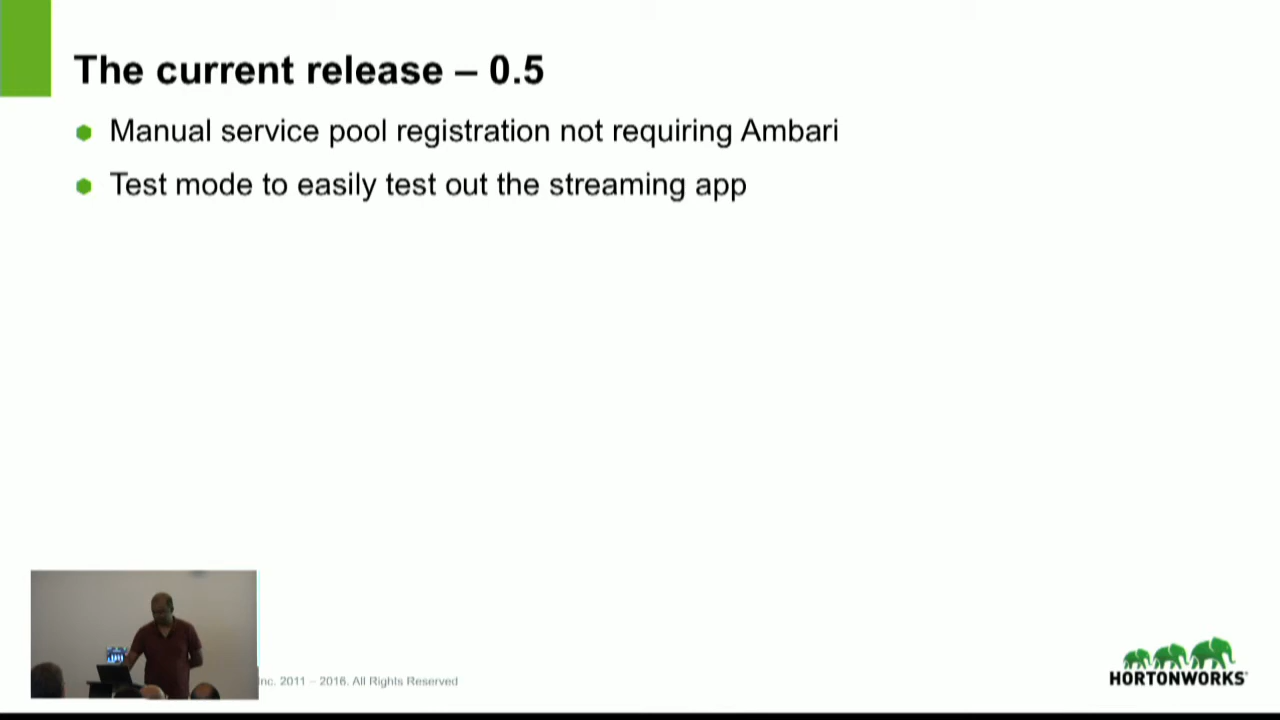 The current release – 0.5
Manual service pool registration not requiring Ambari
Test mode to easily test out the streaming app
Inc. 2011 – 2016. All Rights Reserved
HORTONWORKS